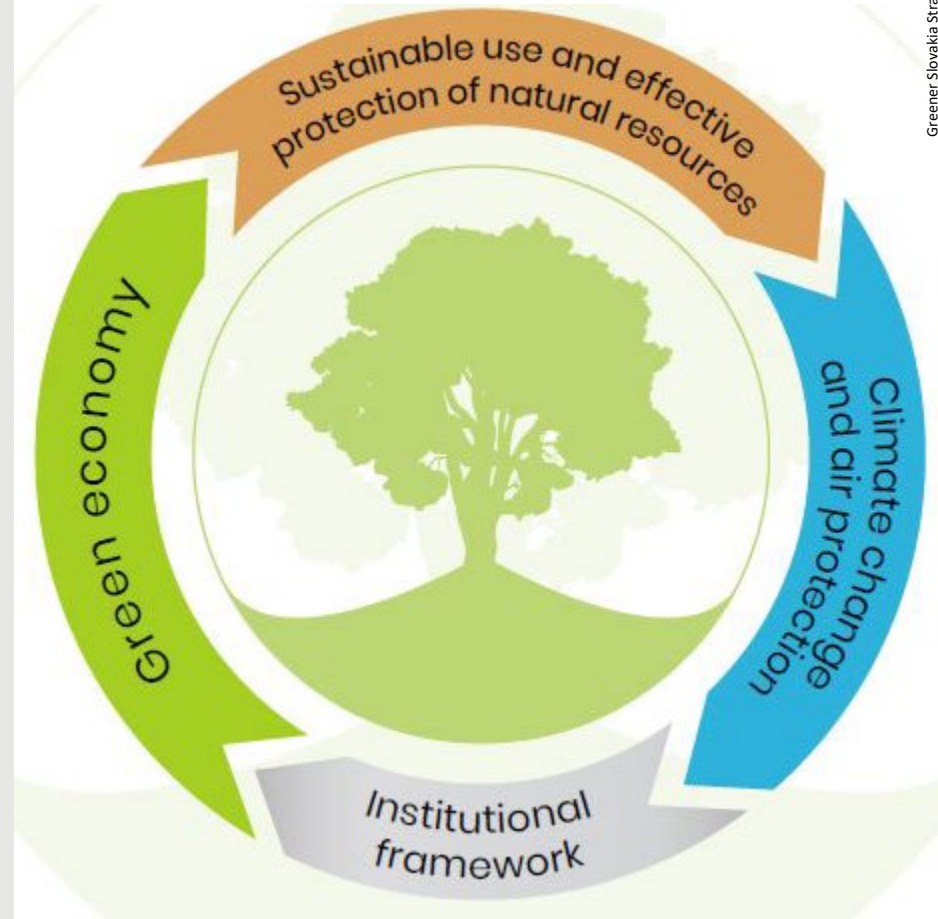 Sustainable use and effective
protection of natural resources
Climate change
and air protection
Institutional
framework
Green economy
Greener Slovakia